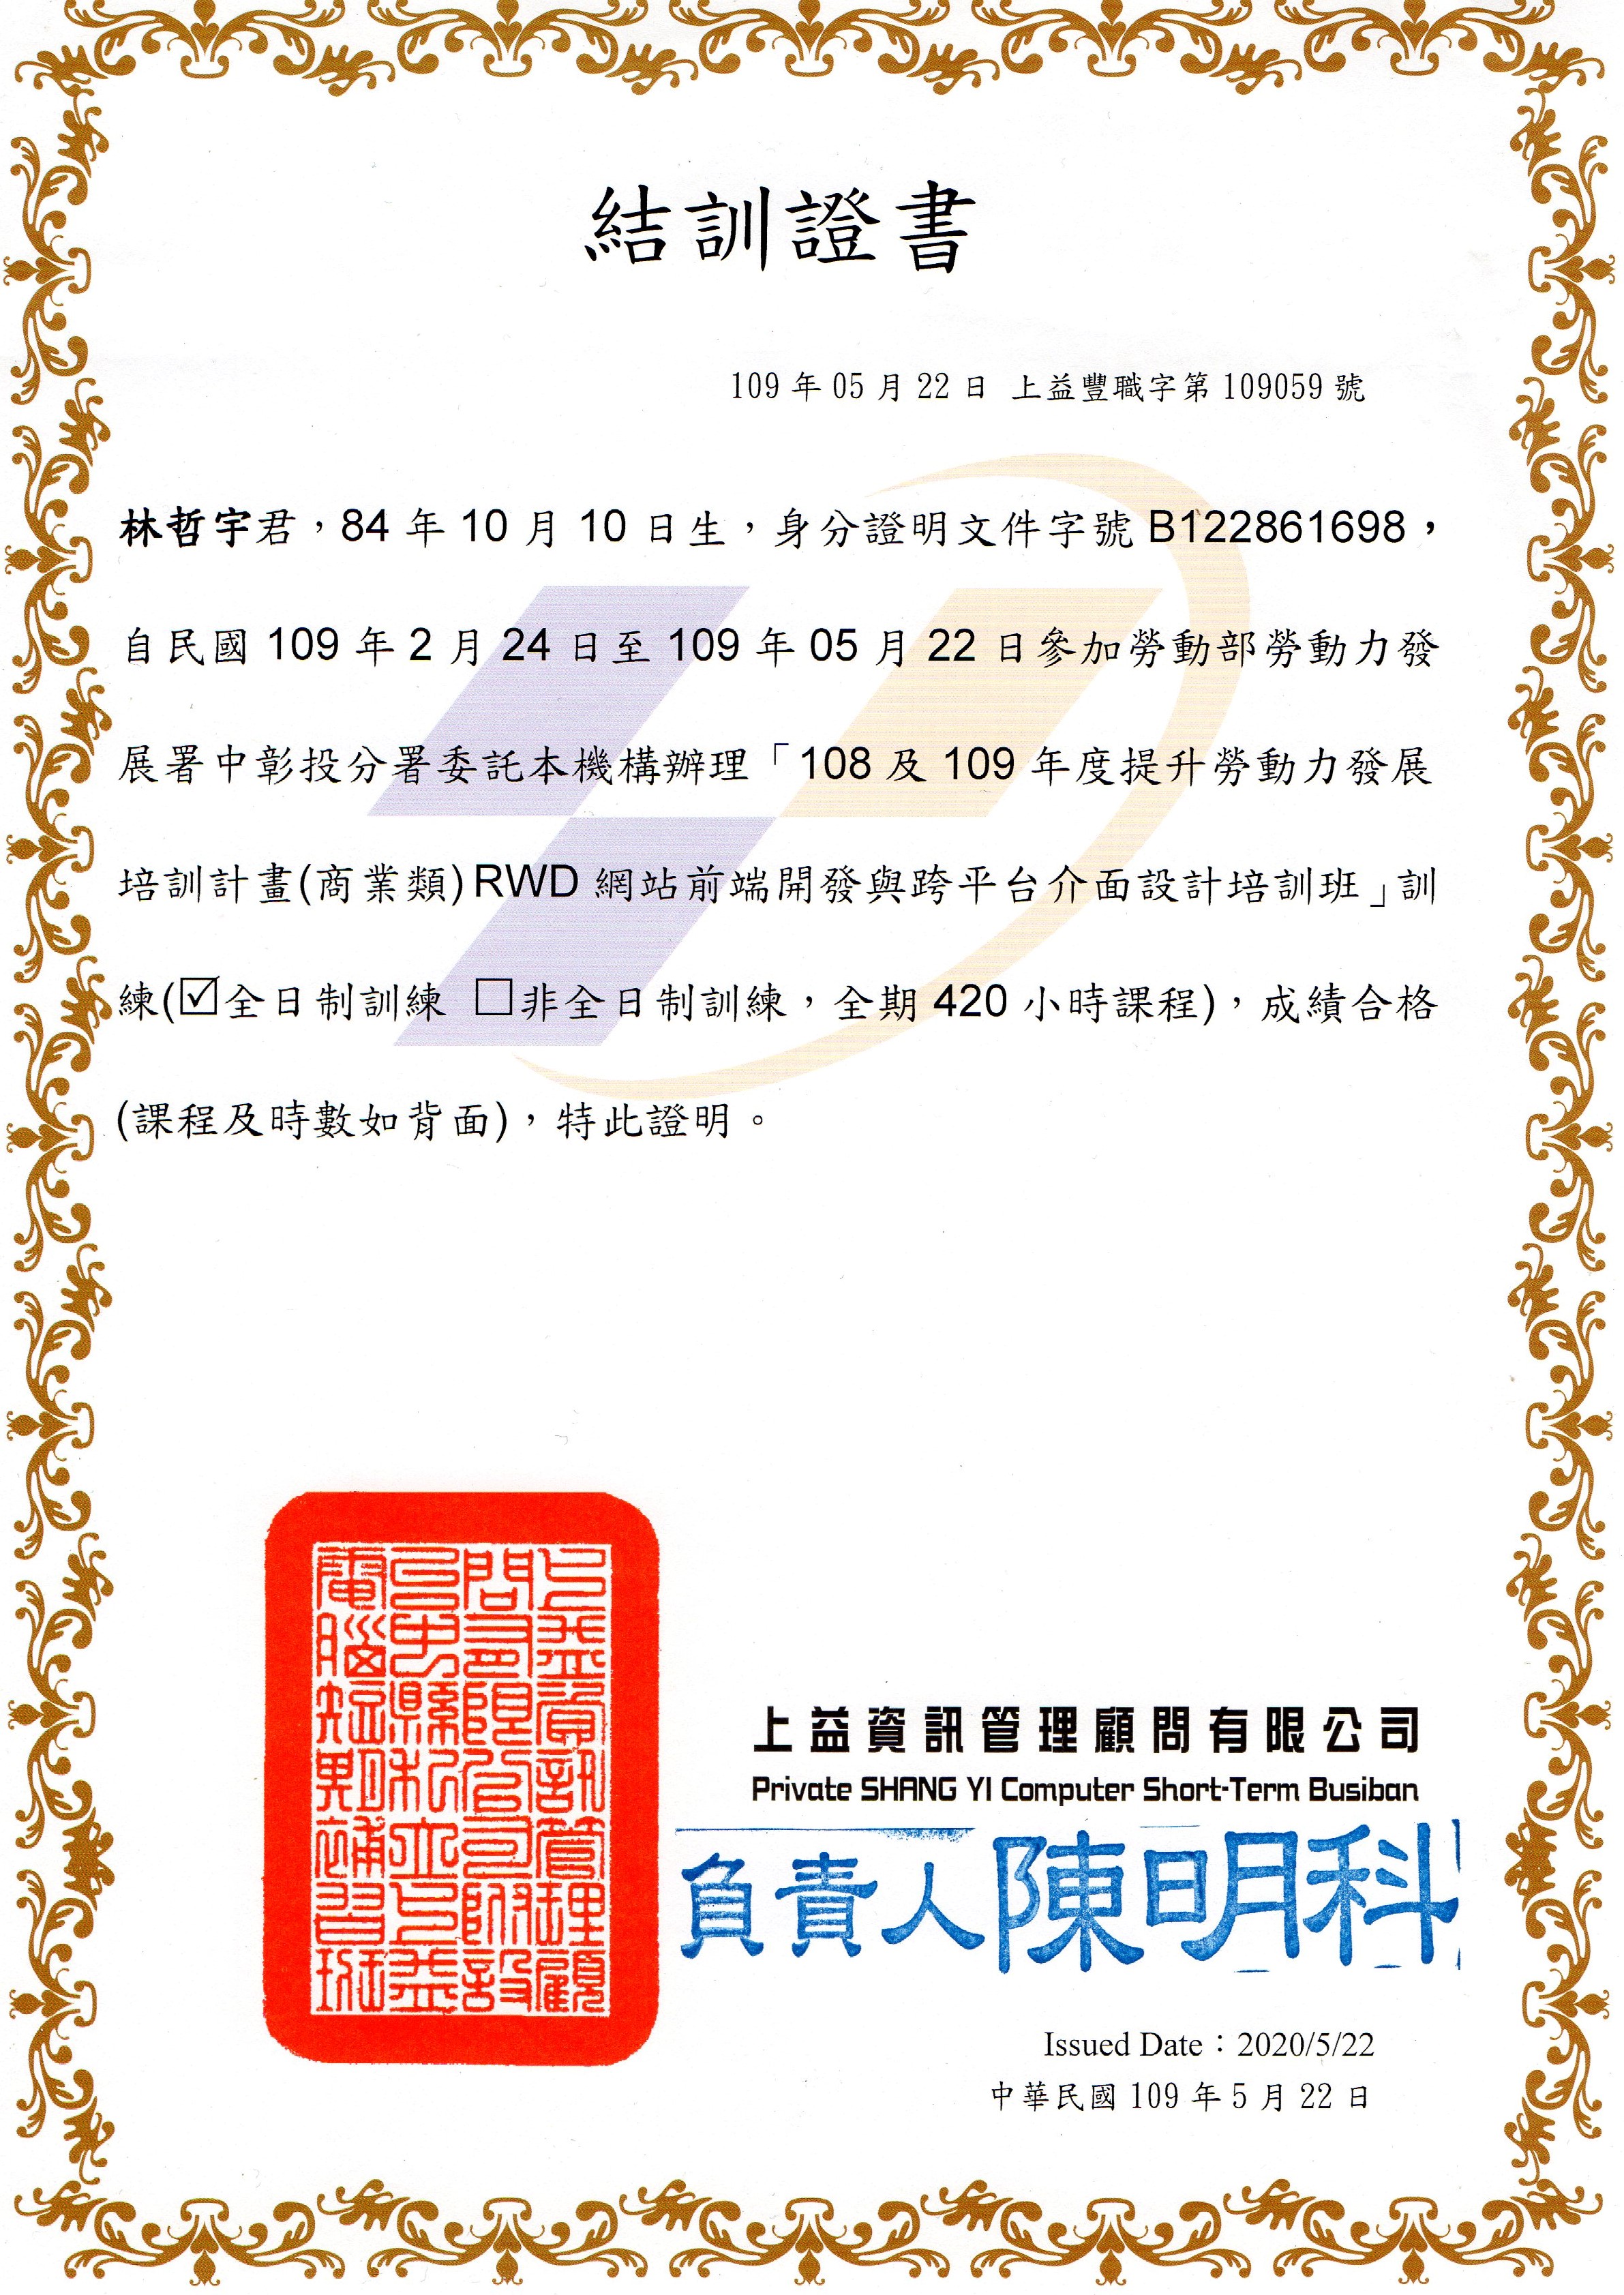 結訓證書
109 年 05 月 22 日 上益豐職字第 109059 號
林哲宇君，84 年 10 月 10 日生，身分證明文件字號 B122861698，
自民國 109 年 2 月 24 日至 109 年 05 月 22 日參加勞動部勞動力發
展署中彰投分署委託本機構辦理「108 及 109 年度提升勞動力發展
培訓計畫(商業類)RWD 網站前端開發與跨平台介面設計培訓班」訓
練(☑全日制訓練 □非全日制訓練，全期 420 小時課程)，成績合格
(課程及時數如背面)，特此證明。
上益資訊管理顧
問有限公司附設
台中縣私立上益
電腦短期補習班
上益資訊管理顧問有限公司
Private SHANG YI Computer Short-Term Busiban
負責人 陳明科
Issued Date：2020/5/22
中華民國 109 年 5 月 22 日